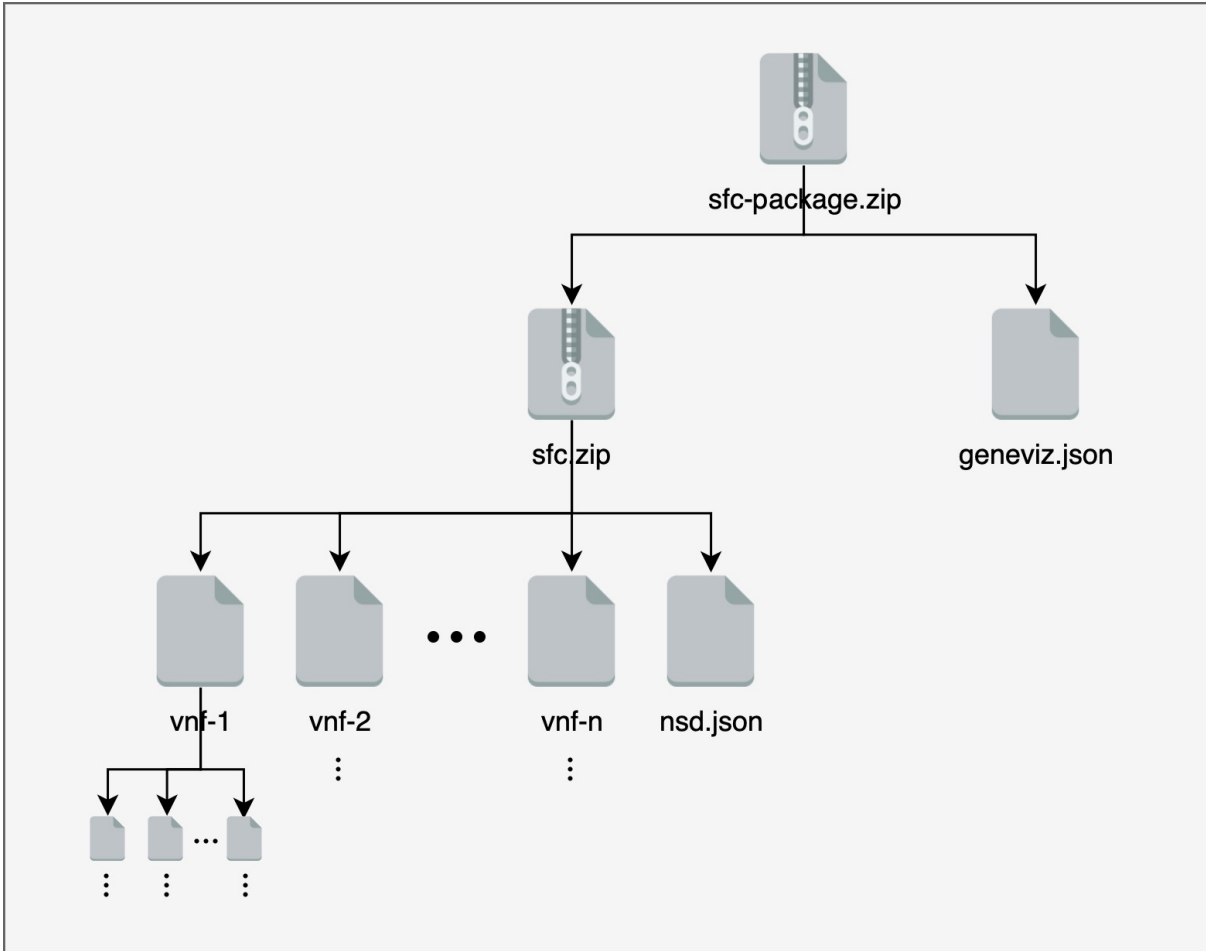 sfc-package.zip
sfc.zip
geneviz.json
vnf-1
vnf-2
vnf-n
nsd.json